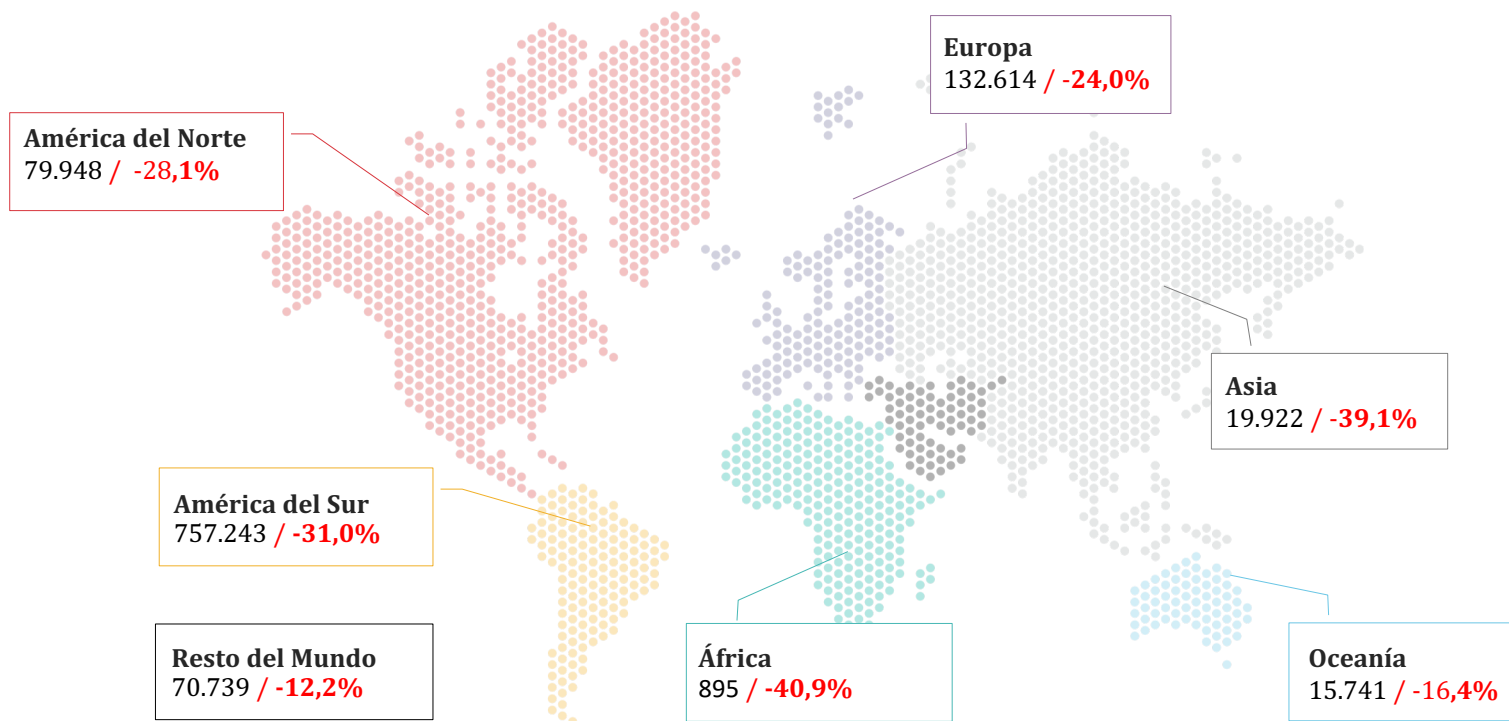 Europa
132.614 / -24,0%
América del Norte
79.948 / -28,1%
Asia
19.922 / -39,1%
América del Sur
757.243 / -31,0%
Resto del Mundo
70.739 / -12,2%
África
895 / -40,9%
Oceanía
15.741 / -16,4%